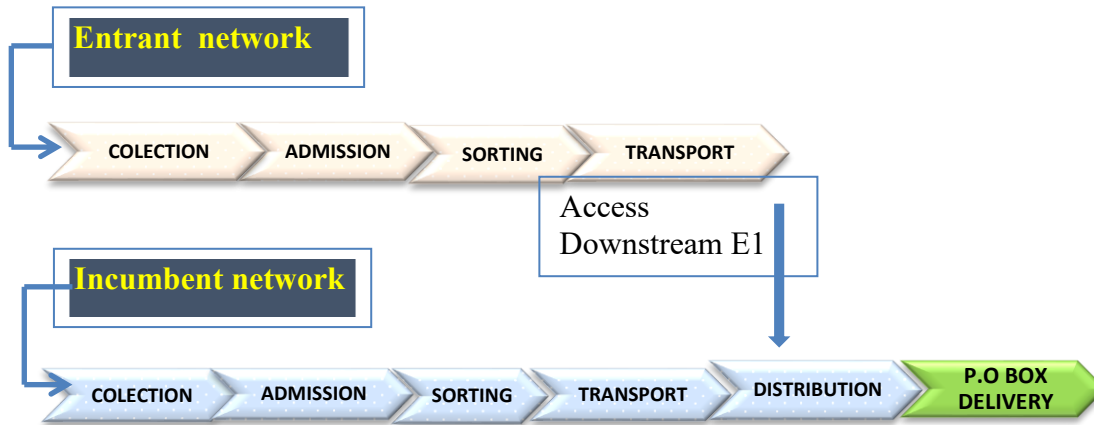 Entrant network
COLECTION
ADMISSION
SORTING
TRANSPORT
Access
Downstream E1
Incumbent network
COLECTION
ADMISSION
SORTING
TRANSPORT
DISTRIBUTION
P.O BOX
DELIVERY